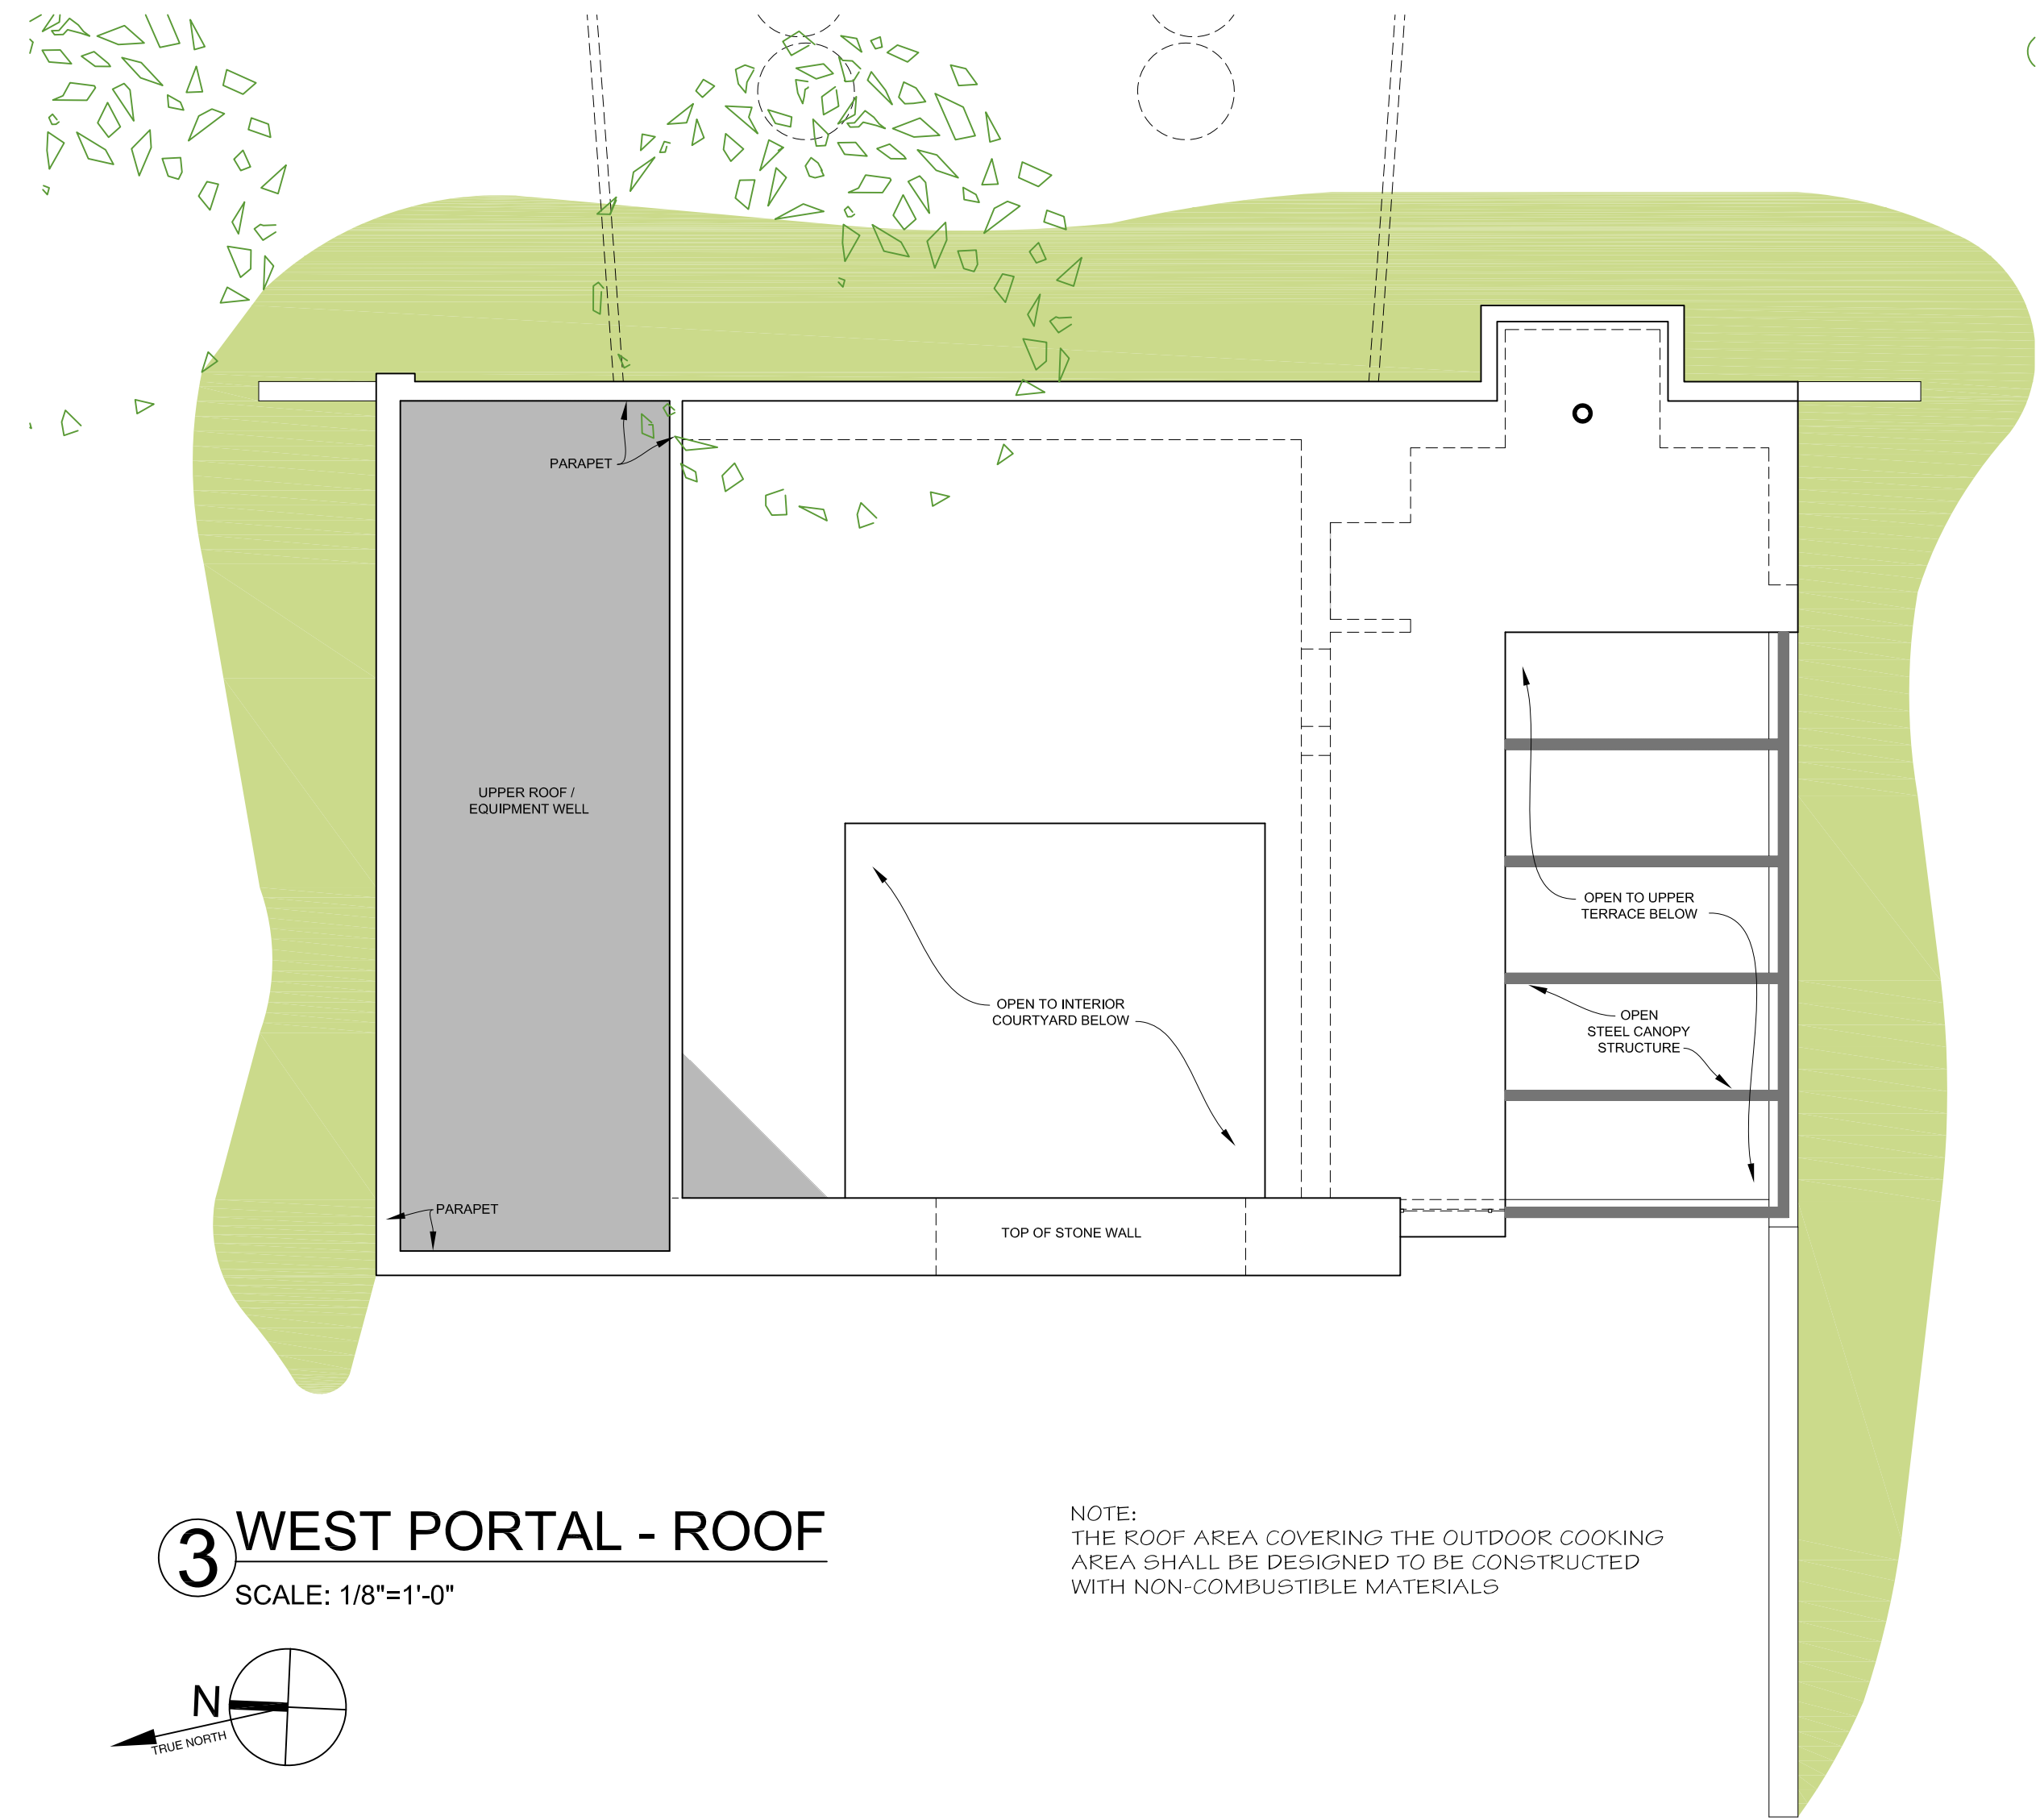 PARAPET
UPPER ROOF /
EQUIPMENT WELL
OPEN TO UPPER
TERRACE BELOW
OPEN TO INTERIOR
COURTYARD BELOW
OPEN
STEEL CANOPY
STRUCTURE
PARAPET
TOP OF STONE WALL
3
WEST PORTAL - ROOF
SCALE: 1/8"=1'-0"
NOTE:
THE ROOF AREA COVERING THE OUTDOOR COOKING
AREA SHALL BE DESIGNED TO BE CONSTRUCTED
WITH NON-COMBUSTIBLE MATERIALS
N
TRUE NORTH